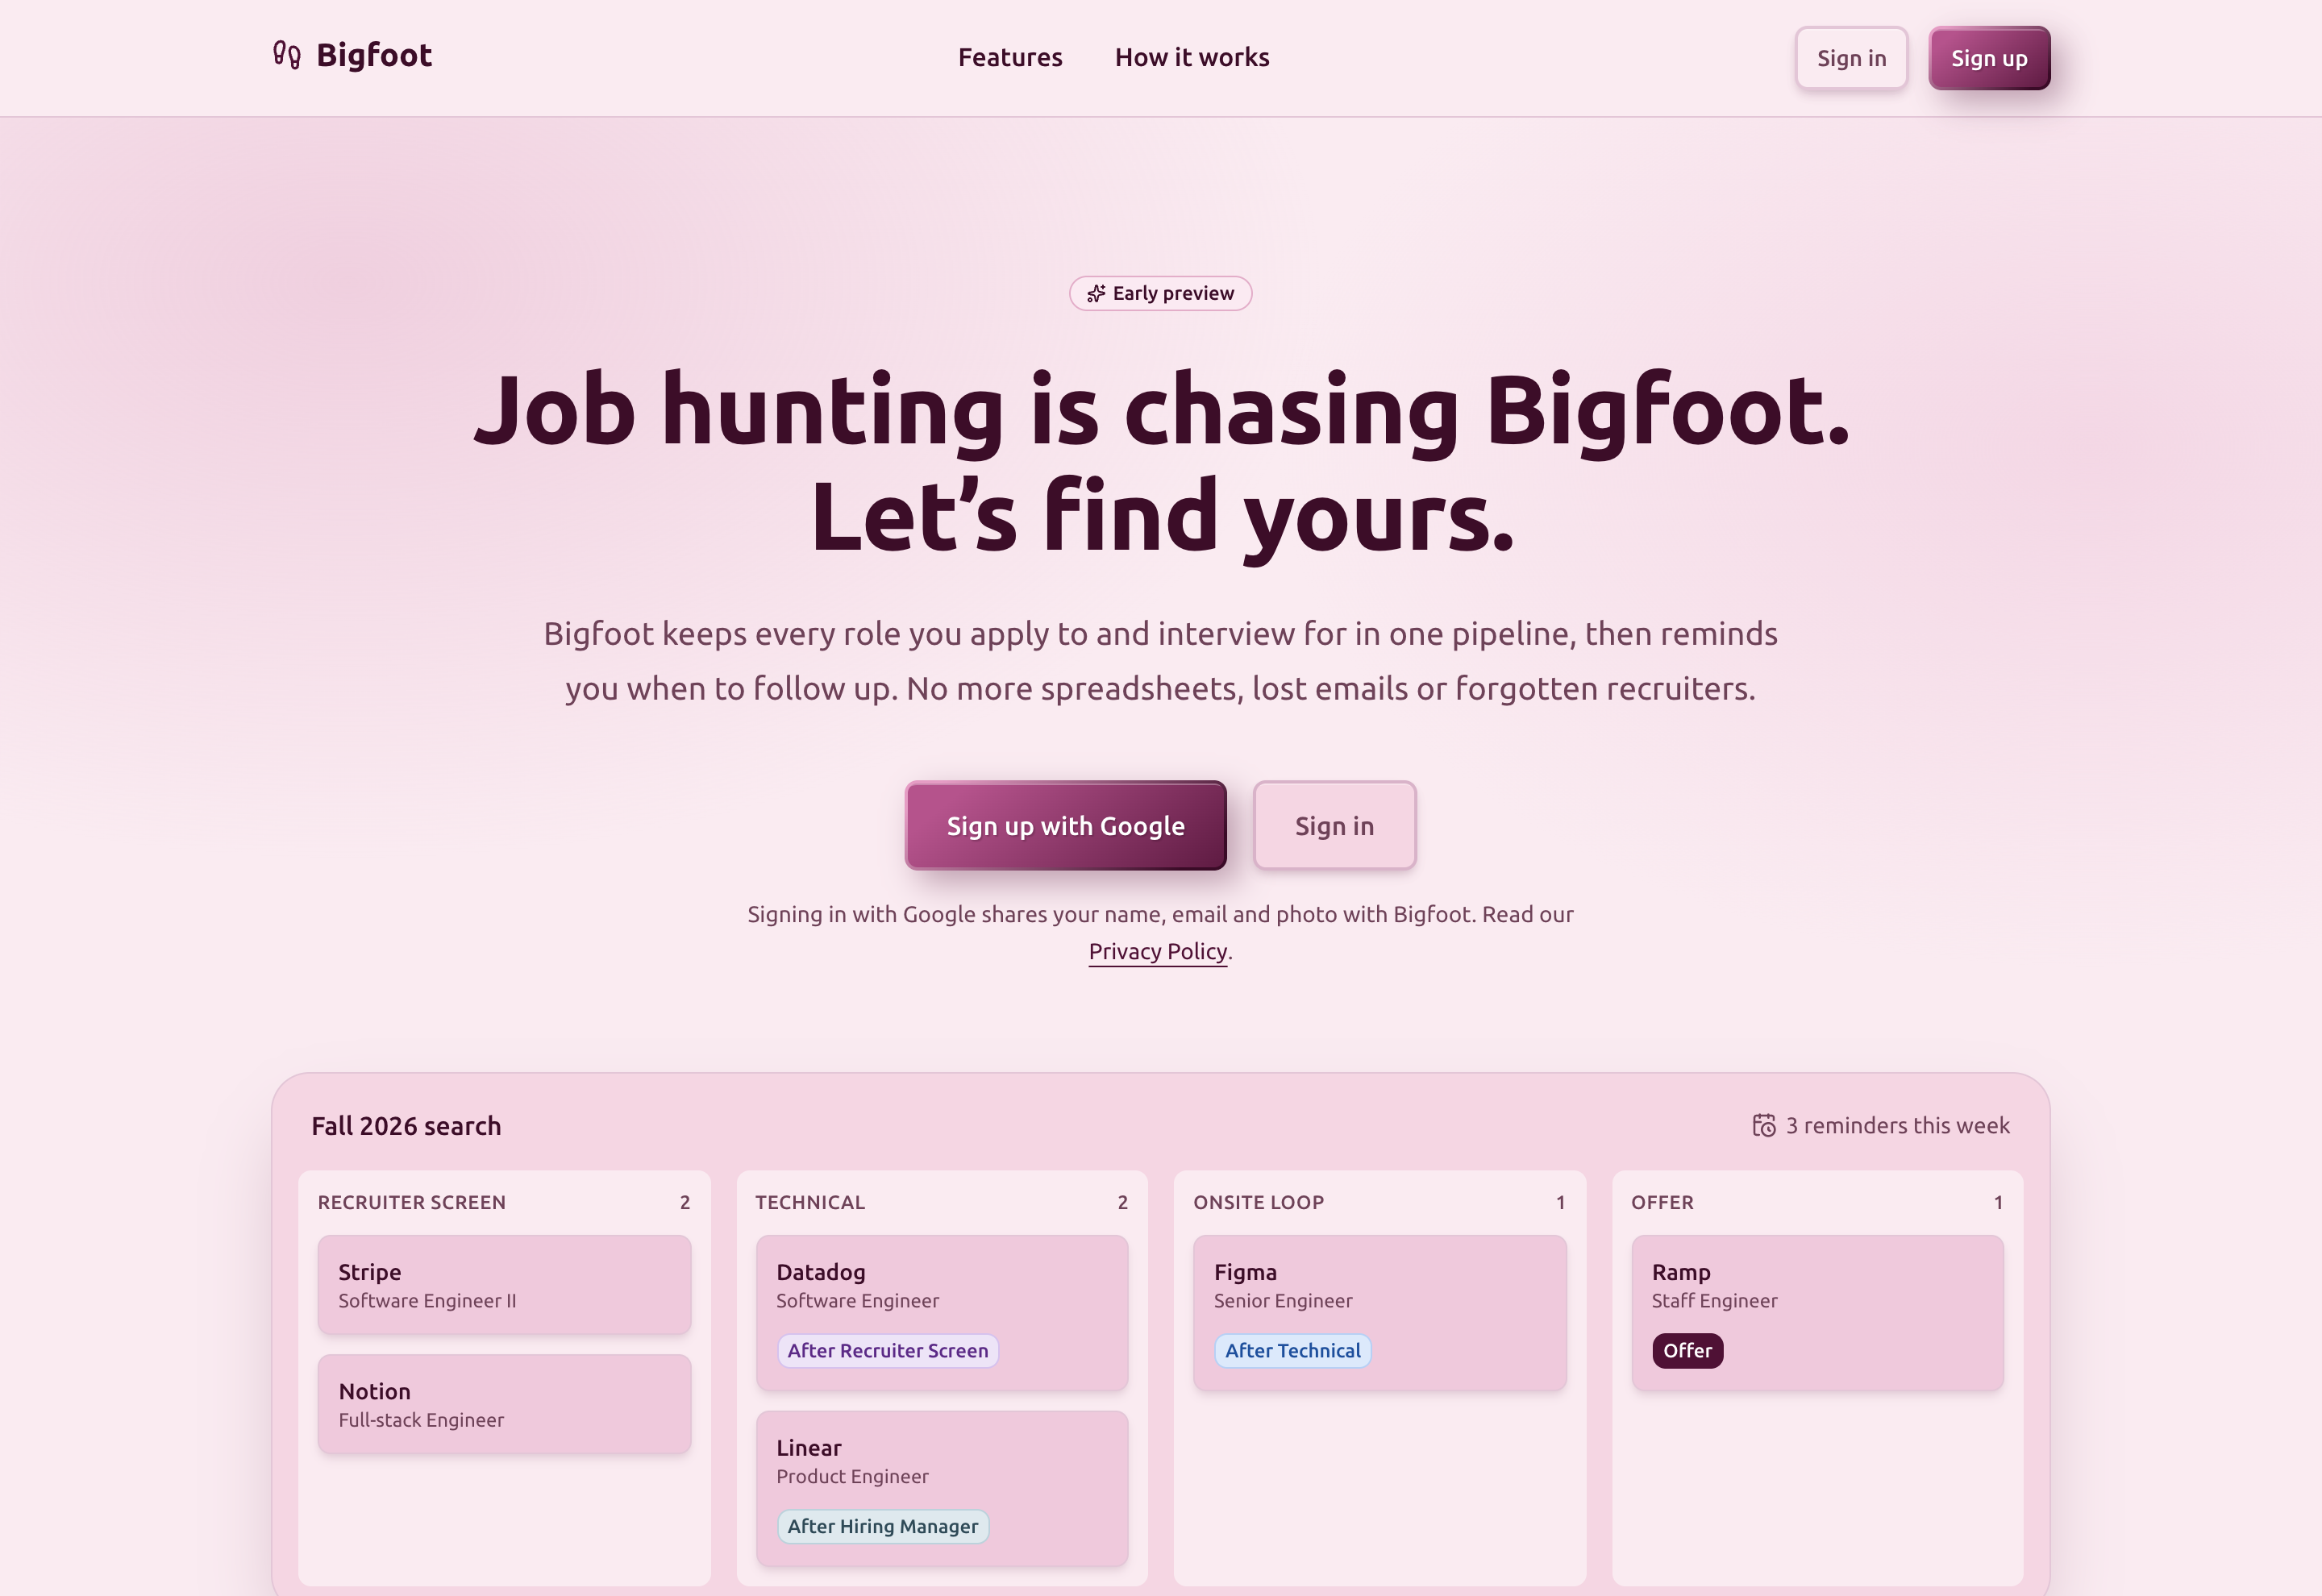 Bigfoot
Features
How it works
Sign in
Sign up
Early preview
Job hunting is chasing Bigfoot.
Let’s find yours.
Bigfoot keeps every role you apply to and interview for in one pipeline, then reminds
you when to follow up. No more spreadsheets, lost emails or forgotten recruiters.
Sign up with Google
Sign in
Signing in with Google shares your name, email and photo with Bigfoot. Read our
Privacy Policy.
Fall 2026 search
3 reminders this week
RECRUITER SCREEN 2
Stripe
Software Engineer II
Notion
Full-stack Engineer
TECHNICAL 2
Datadog
Software Engineer
After Recruiter Screen
Linear
Product Engineer
After Hiring Manager
ONSITE LOOP 1
Figma
Senior Engineer
After Technical
OFFER 1
Ramp
Staff Engineer
Offer